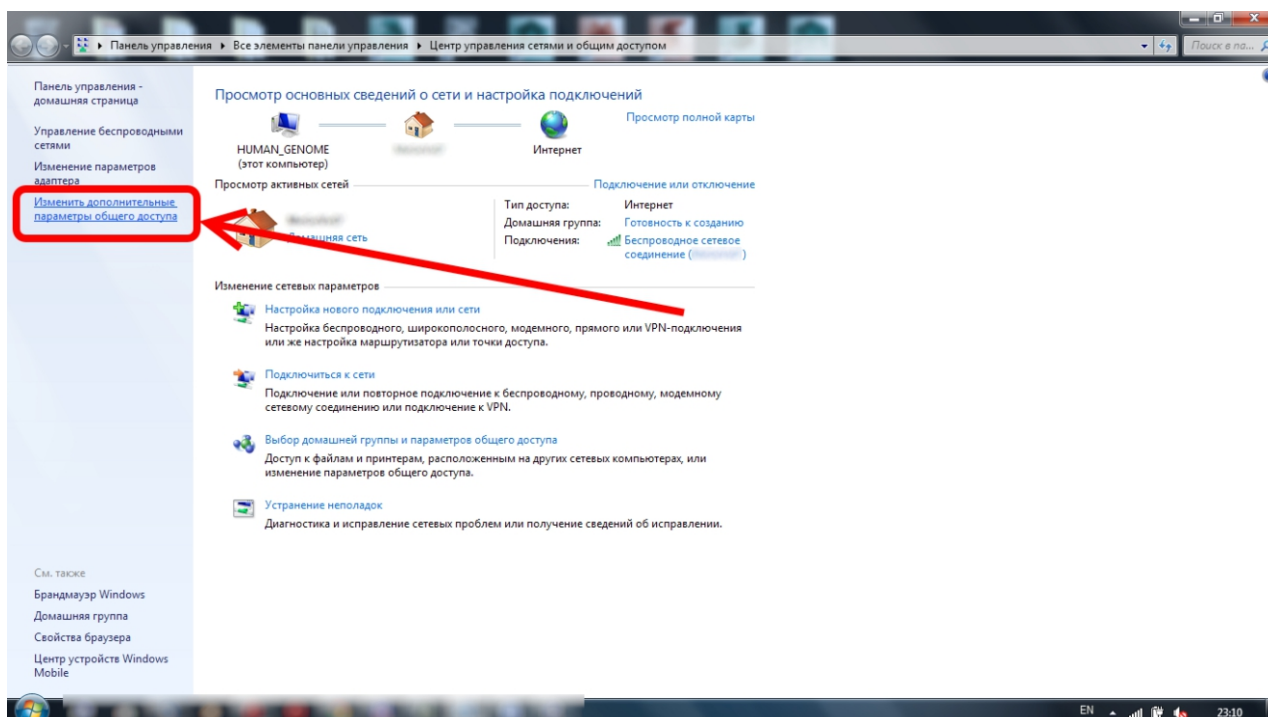 Панель управления ▸ Все элементы панели управления ▸ Центр управления сетями и общим доступом
Поиск в па...
Панель управления -
домашняя страница
Управление беспроводными
сетями
Изменение параметров
адаптера
Изменить дополнительные
параметры общего доступа
См. также
Брандмауэр Windows
Домашняя группа
Свойства браузера
Центр устройств Windows
Mobile
Просмотр основных сведений о сети и настройка подключений
Просмотр полной карты
HUMAN_GENOME
(этот компьютер)
Интернет
Просмотр активных сетей
Подключение или отключение
Домашняя сеть
Тип доступа: Интернет
Домашняя группа: Готовность к созданию
Подключения: Беспроводное сетевое
соединение ( )
Изменение сетевых параметров
Настройка нового подключения или сети
Настройка беспроводного, широкополосного, модемного, прямого или VPN-подключения
или же настройка маршрутизатора или точки доступа.
Подключиться к сети
Подключение или повторное подключение к беспроводному, проводному, модемному
сетевому соединению или подключение к VPN.
Выбор домашней группы и параметров общего доступа
Доступ к файлам и принтерам, расположенным на других сетевых компьютерах, или
изменение параметров общего доступа.
Устранение неполадок
Диагностика и исправление сетевых проблем или получение сведений об исправлении.
EN
23:10